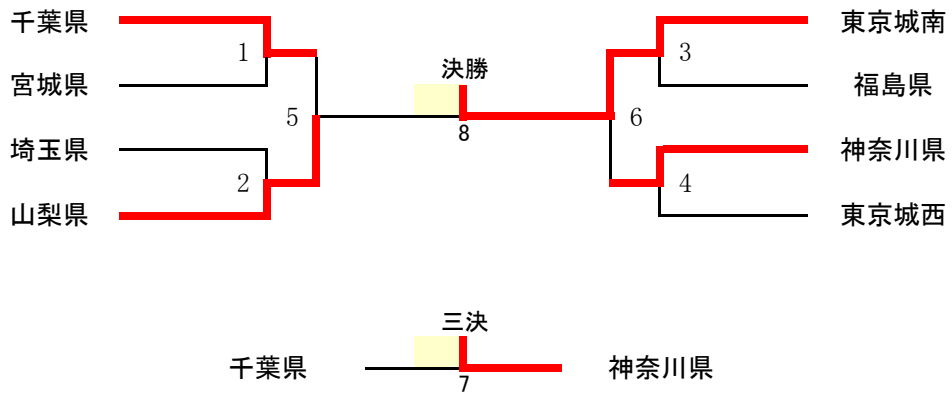 千葉県 東京城南
1 3
決勝
宮城県 福島県
5 6
8
埼玉県 神奈川県
2 4
山梨県 東京城西
三決
千葉県 神奈川県
7